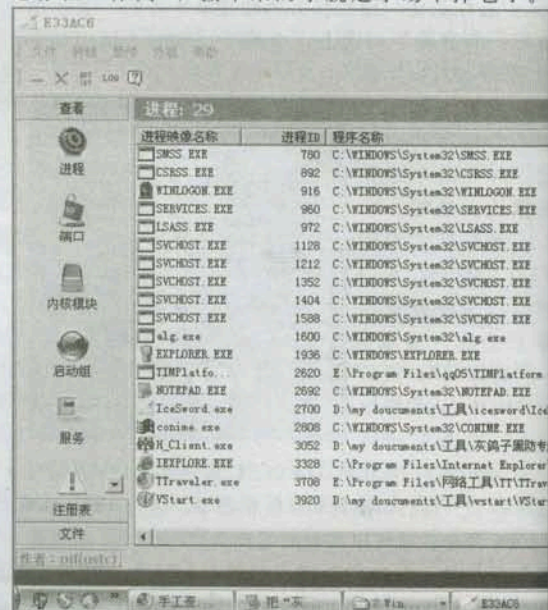 E33AC6
LOG
查看
进程: 29
进程映像名称 进程ID 程序名称
进程
端口
内核模块
启动组
服务
注册表
文件
SMSS.EXE 780 C:\WINDOWS\System32\SMSS.EXE
CSRSS.EXE 892 C:\WINDOWS\System32\CSRSS.EXE
WINLOGON.EXE 916 C:\WINDOWS\System32\WINLOGON.EXE
SERVICES.EXE 960 C:\WINDOWS\System32\SERVICES.EXE
LSASS.EXE 972 C:\WINDOWS\System32\LSASS.EXE
SVCHOST.EXE 1128 C:\WINDOWS\System32\SVCHOST.EXE
SVCHOST.EXE 1212 C:\WINDOWS\System32\SVCHOST.EXE
SVCHOST.EXE 1352 C:\WINDOWS\System32\SVCHOST.EXE
SVCHOST.EXE 1404 C:\WINDOWS\System32\SVCHOST.EXE
SVCHOST.EXE 1588 C:\WINDOWS\System32\SVCHOST.EXE
alg.exe 1600 C:\WINDOWS\System32\alg.exe
EXPLORER.EXE 1936 C:\WINDOWS\EXPLORER.EXE
TIMPlatfo... 2620 E:\Program Files\qq05\TIMPlatform
NOTEPAD.EXE 2692 C:\WINDOWS\System32\NOTEPAD.EXE
IceSword.exe 2700 D:\my doucuments\工具\icesword\Ice
conime.exe 2808 C:\WINDOWS\System32\CONIME.EXE
H_Client.exe 3052 D:\my doucuments\工具\灰鸽子黑防专
IEXPLORE.EXE 3328 C:\Program Files\Internet Explorer
TTraveler.exe 3708 E:\Program Files\网络工具\TT\TTrav
VStart.exe 3920 D:\my doucuments\工具\vstart\VStar
手工查... 把"灰 2 Win... E33AC6